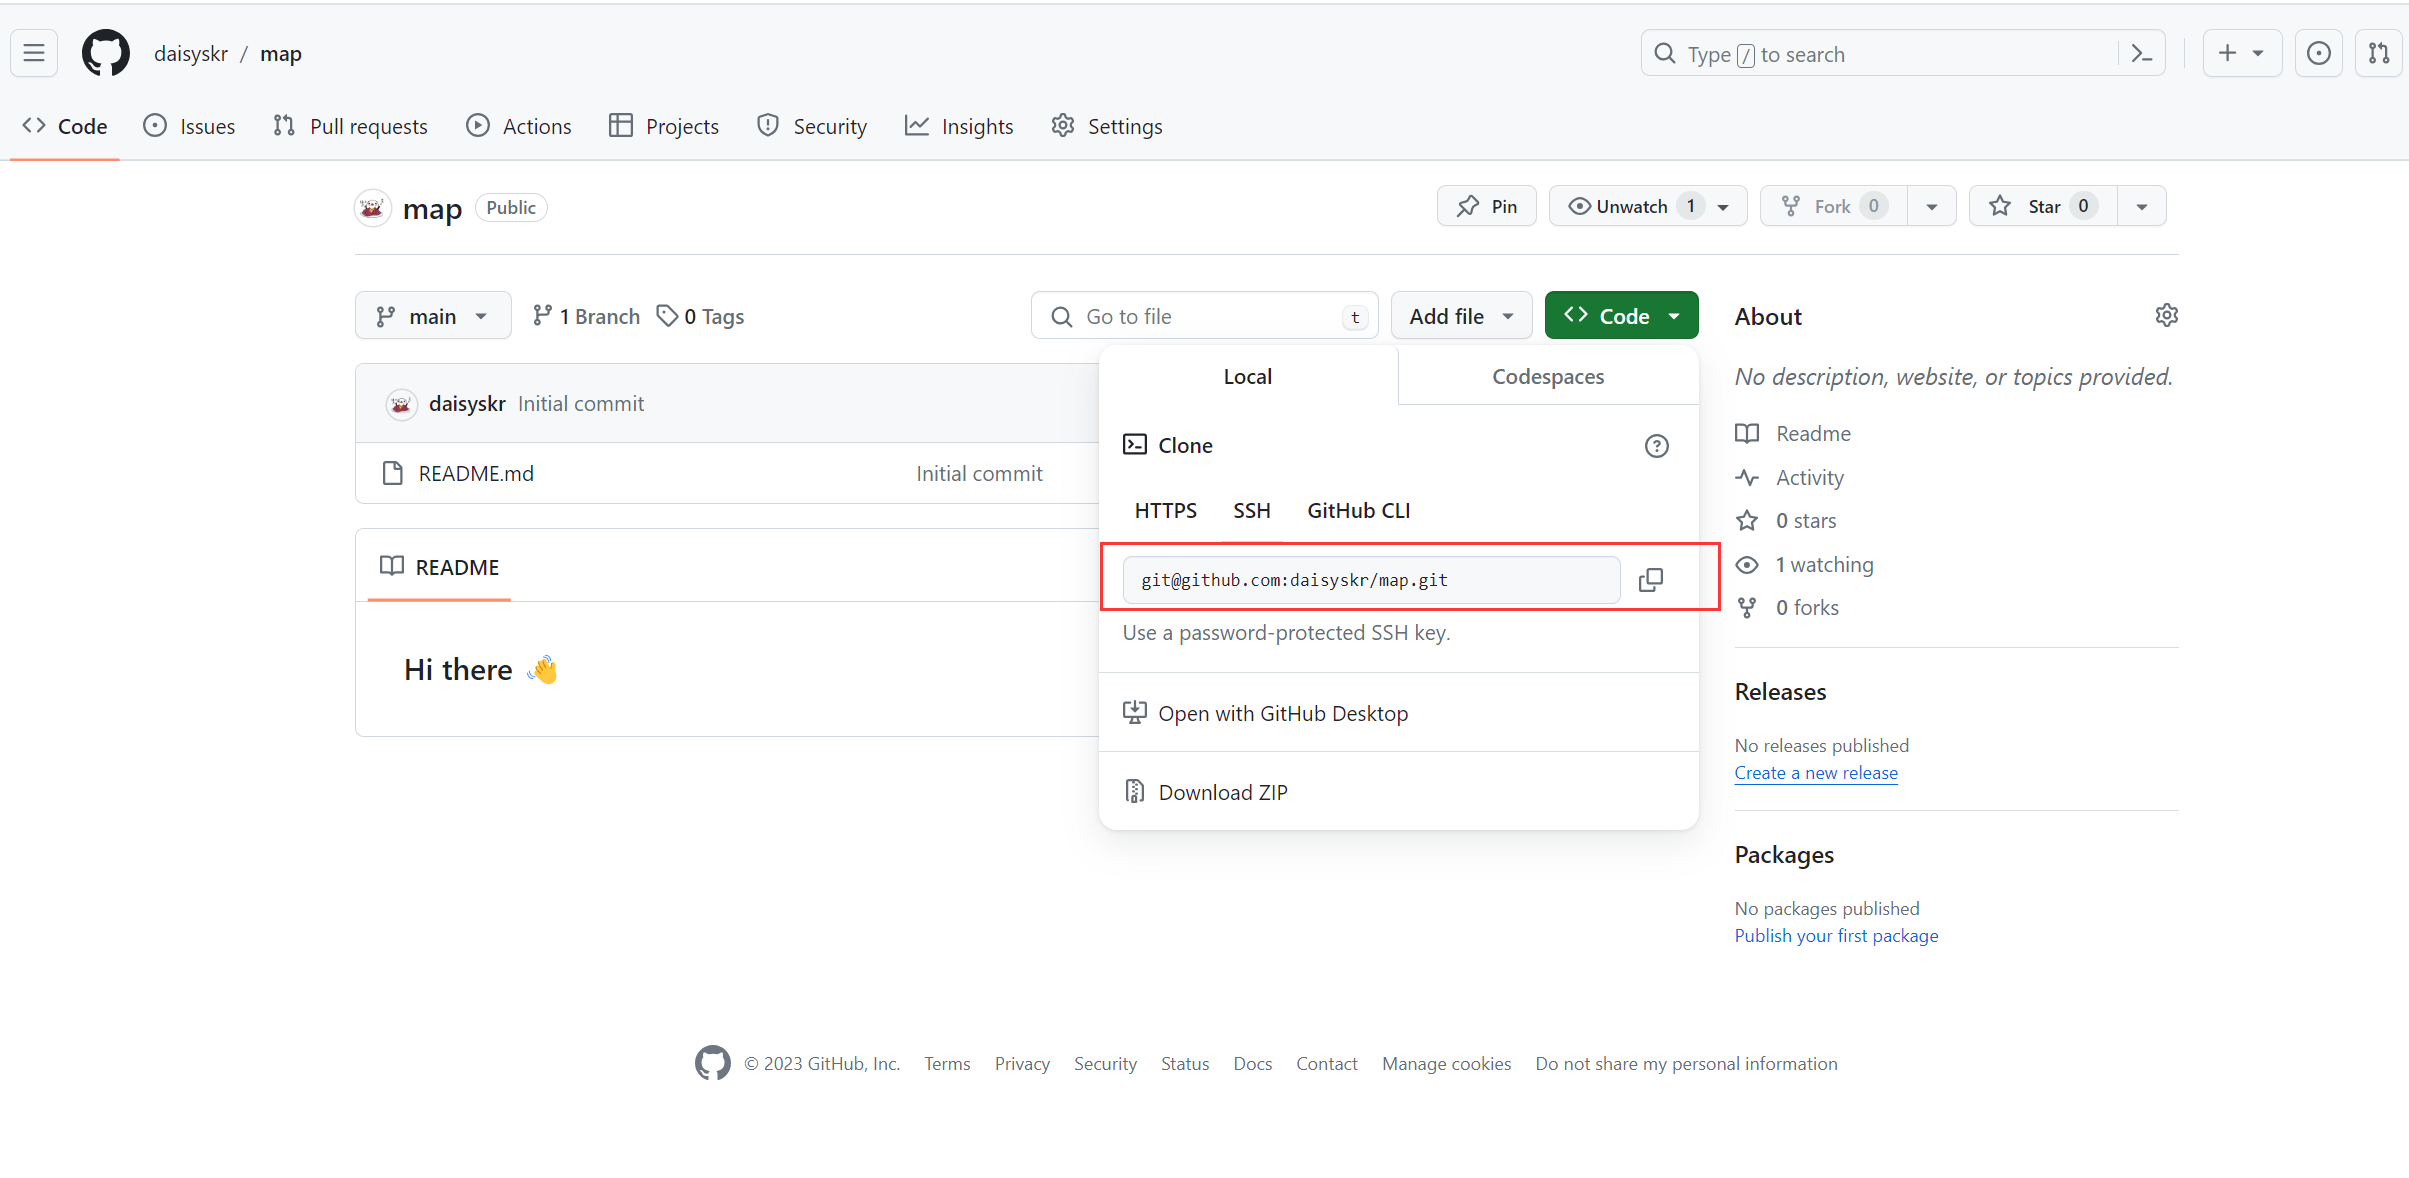 daisyskr / map
Type / to search
Code Issues Pull requests Actions Projects Security Insights Settings
map Public
Pin Unwatch 1 Fork 0 Star 0
main 1 Branch 0 Tags Go to file t Add file Code
daisyskr Initial commit
README.md Initial commit
README
Hi there 👋
Local Codespaces
Clone
HTTPS SSH GitHub CLI
git@github.com:daisyskr/map.git
Use a password-protected SSH key.
Open with GitHub Desktop
Download ZIP
About
No description, website, or topics provided.
Readme
Activity
0 stars
1 watching
0 forks
Releases
No releases published
Create a new release
Packages
No packages published
Publish your first package
© 2023 GitHub, Inc. Terms Privacy Security Status Docs Contact Manage cookies Do not share my personal information